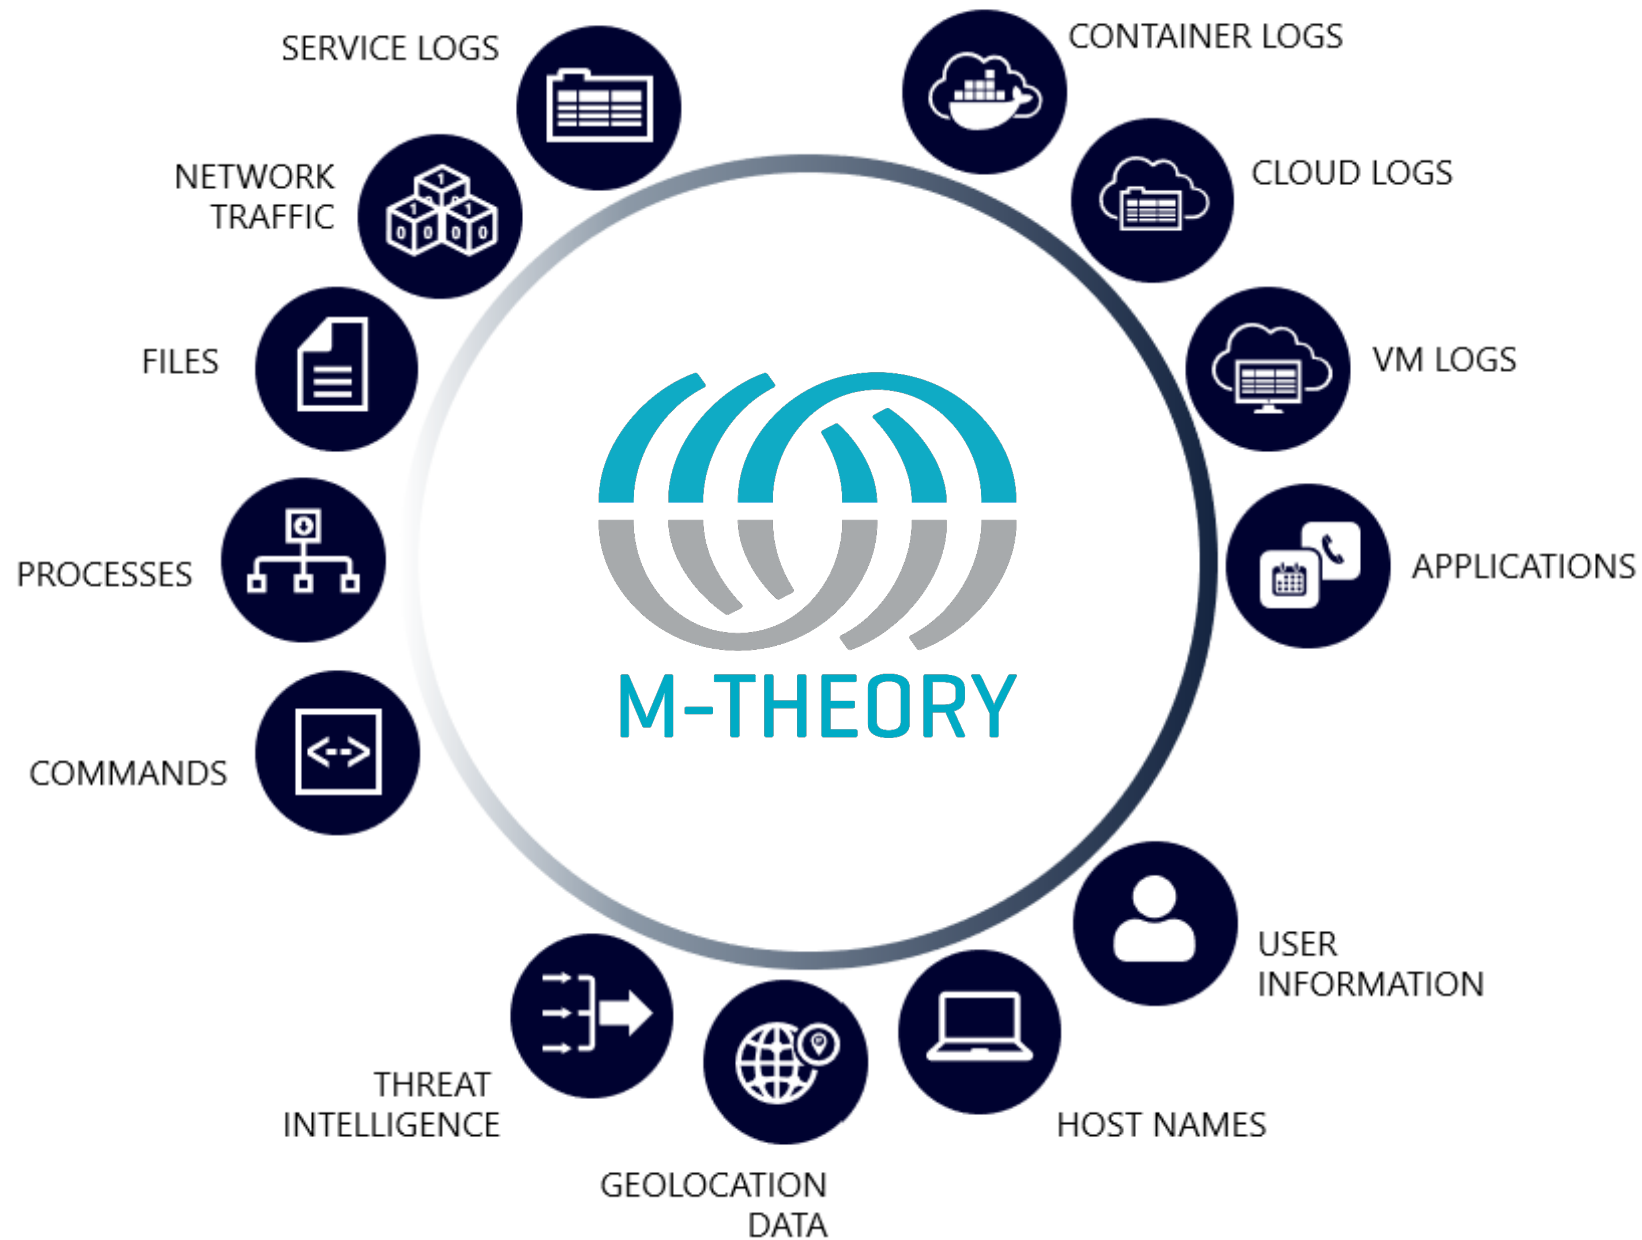 SERVICE LOGS
CONTAINER LOGS
NETWORK
TRAFFIC
CLOUD LOGS
FILES
VM LOGS
PROCESSES
APPLICATIONS
COMMANDS
M-THEORY
USER
INFORMATION
THREAT
INTELLIGENCE
HOST NAMES
GEOLOCATION
DATA